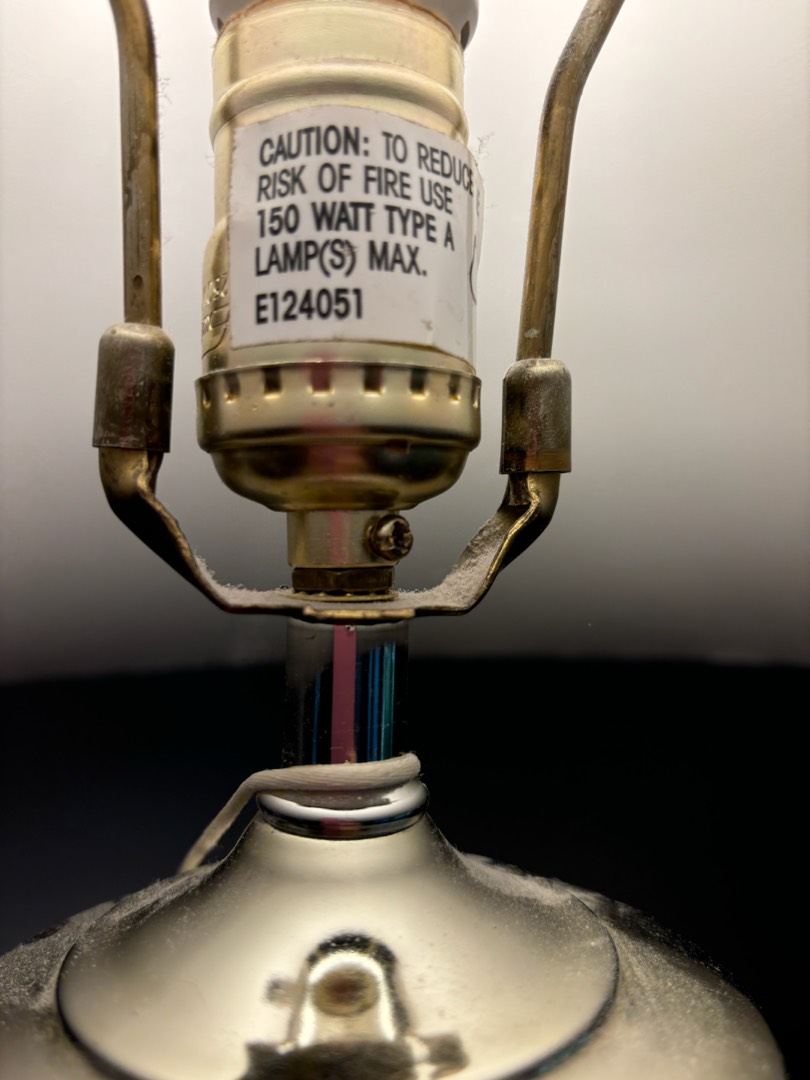 CAUTION: TO REDUCE
RISK OF FIRE USE
150 WATT TYPE A
LAMP(S) MAX.
E124051